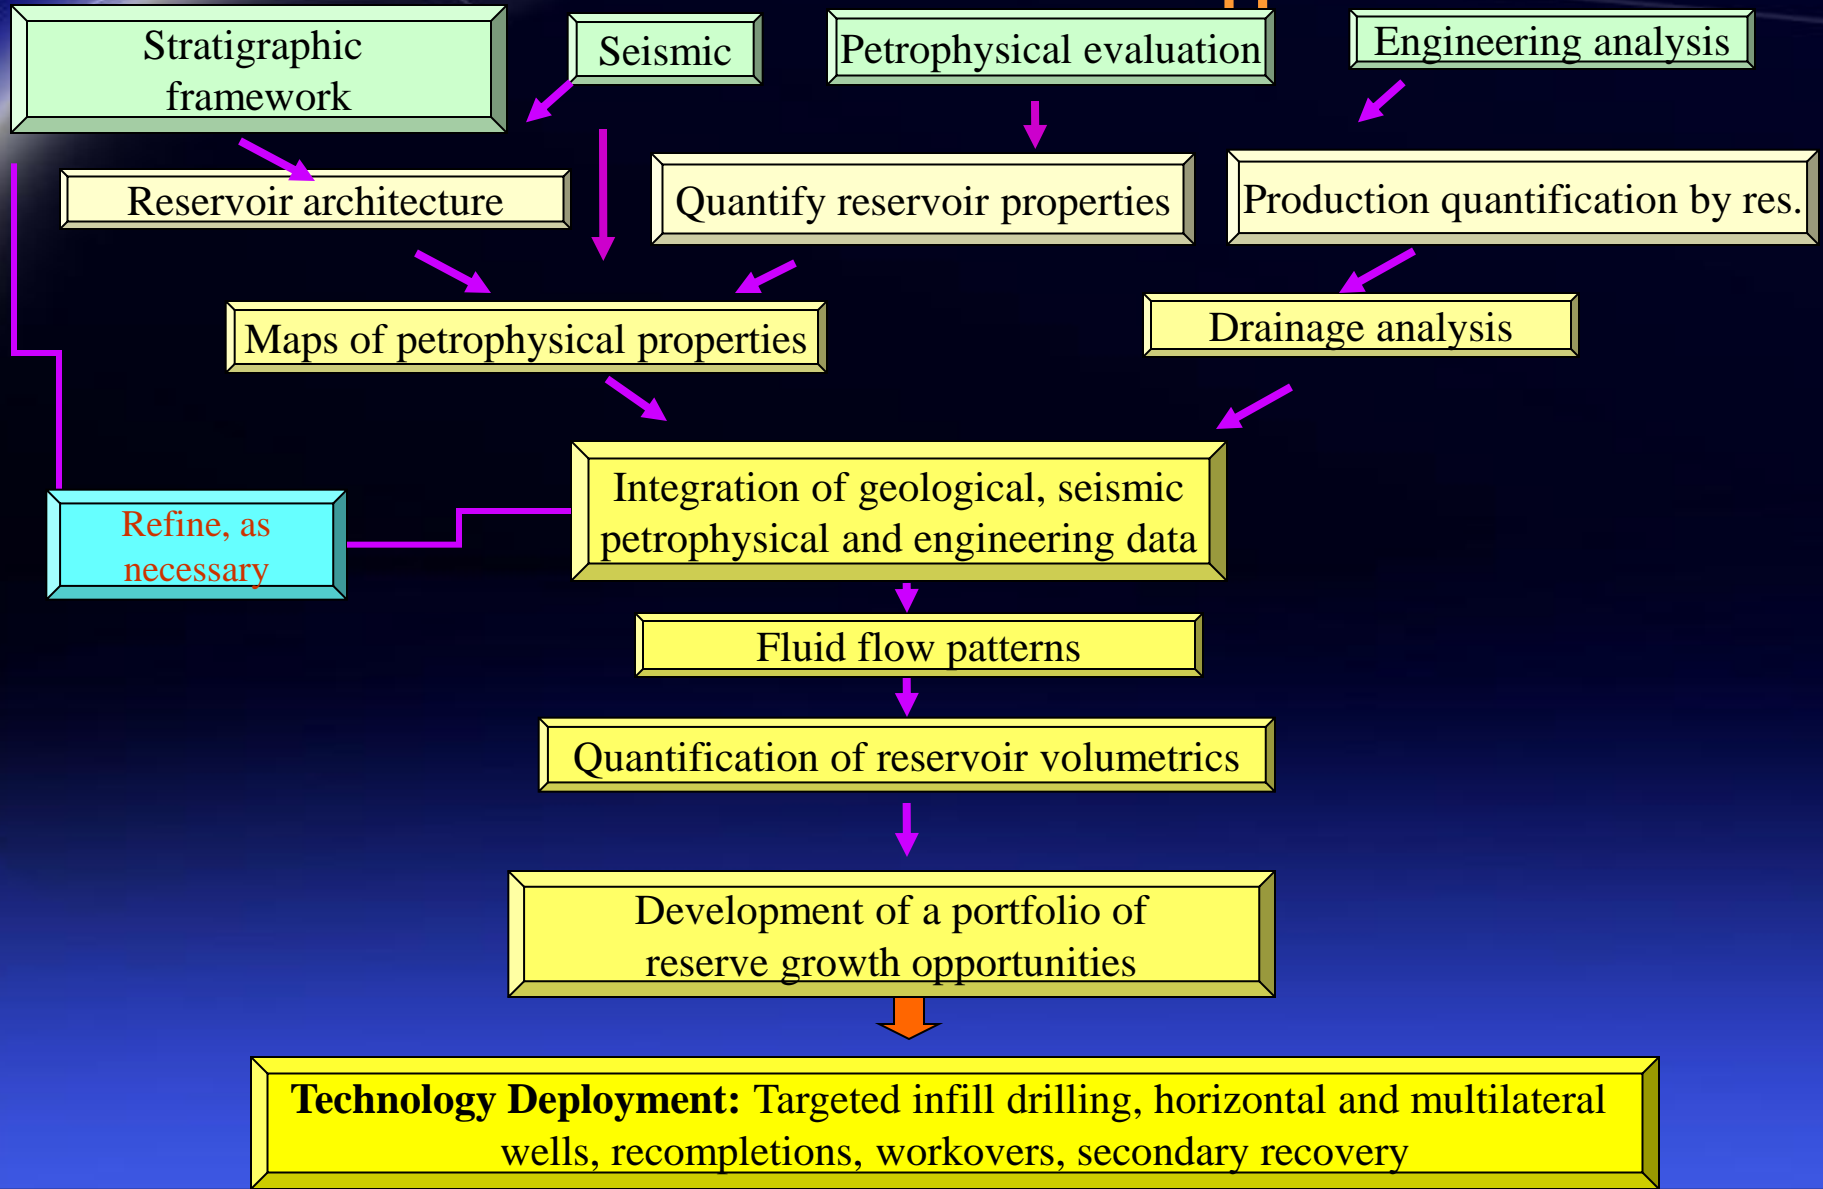 Stratigraphic
framework
Seismic
Petrophysical evaluation
Engineering analysis
Reservoir architecture
Quantify reservoir properties
Production quantification by res.
Maps of petrophysical properties
Drainage analysis
Integration of geological, seismic
petrophysical and engineering data
Refine, as
necessary
Fluid flow patterns
Quantification of reservoir volumetrics
Development of a portfolio of
reserve growth opportunities
Technology Deployment: Targeted infill drilling, horizontal and multilateral
wells, recompletions, workovers, secondary recovery